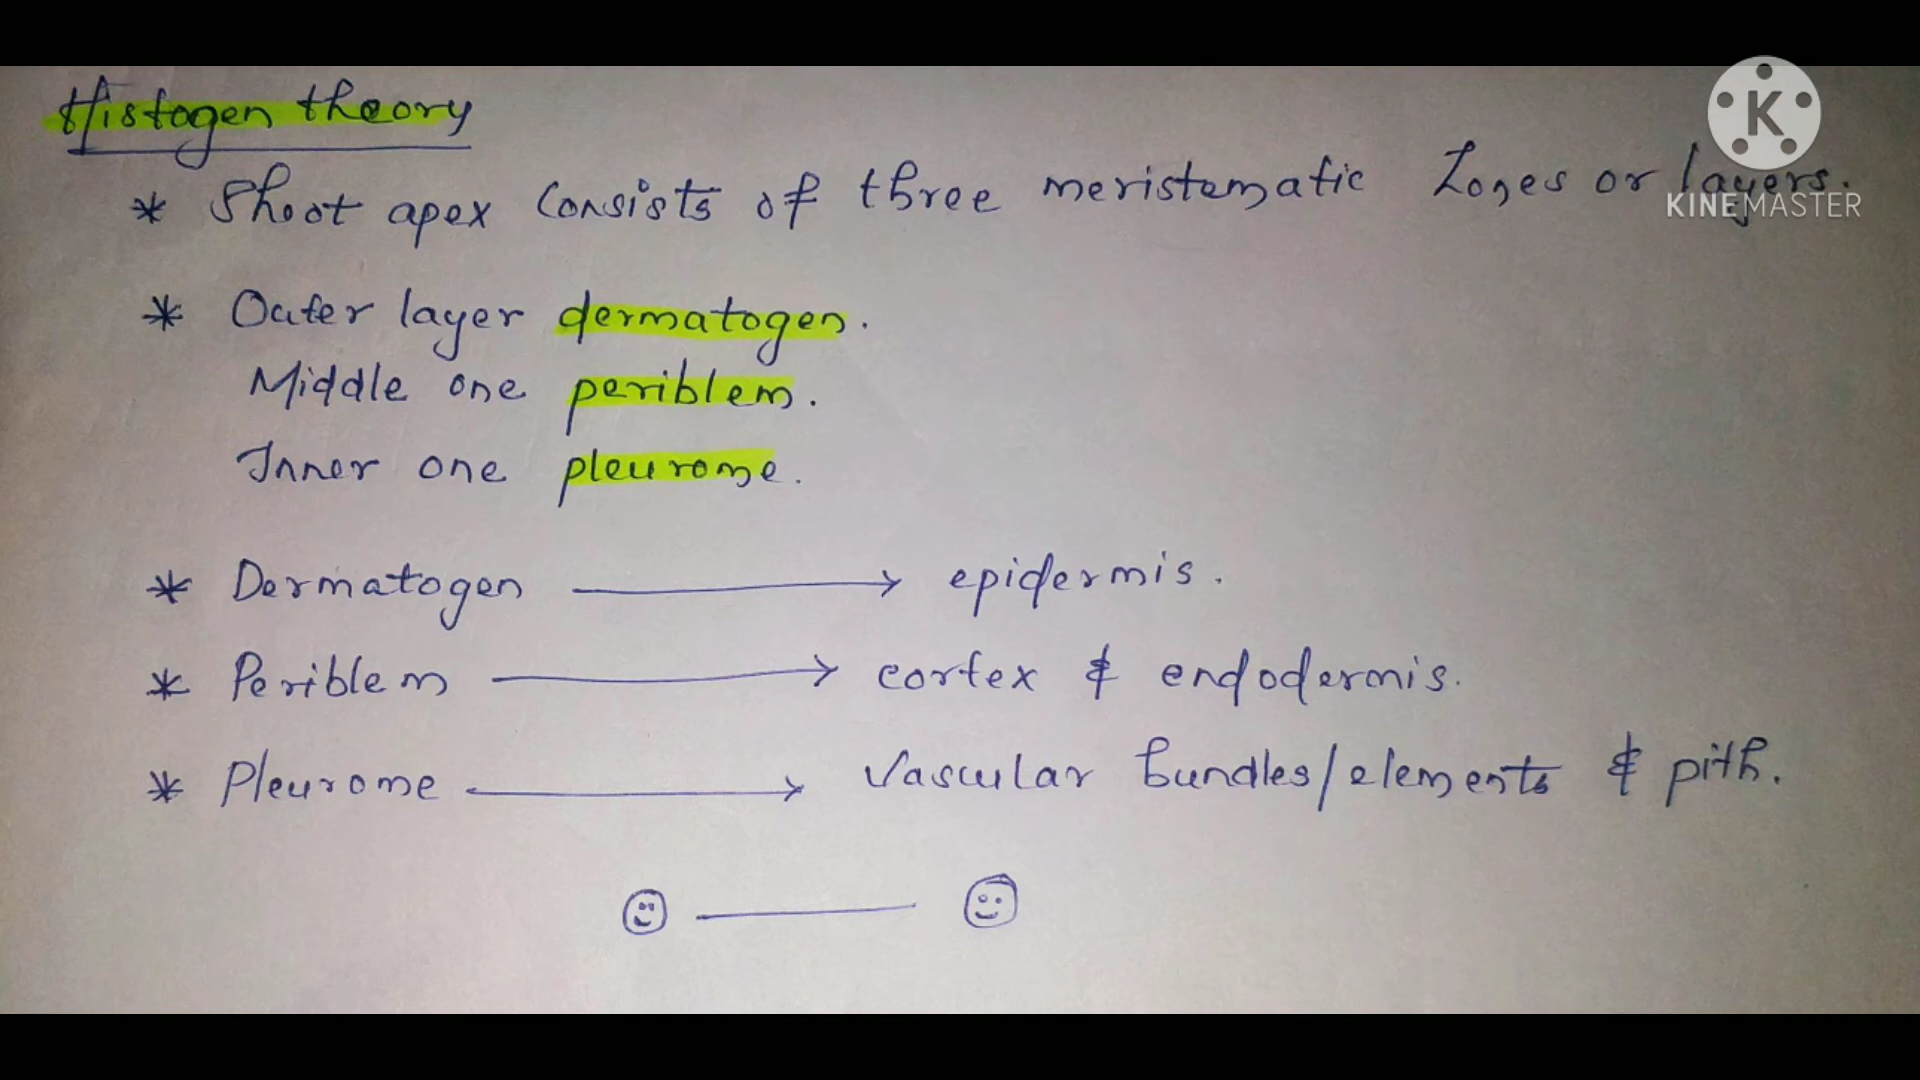 Histogen theory
* Shoot apex consists of three meristematic zones or layers.
K
KINEMASTER
* Outer layer dermatogen.
Middle one periblem.
Inner one pleurome.
* Dermatogen → epidermis.
* Periblem → cortex & endodermis.
* Pleurome → Vascular bundles/elements & pith.